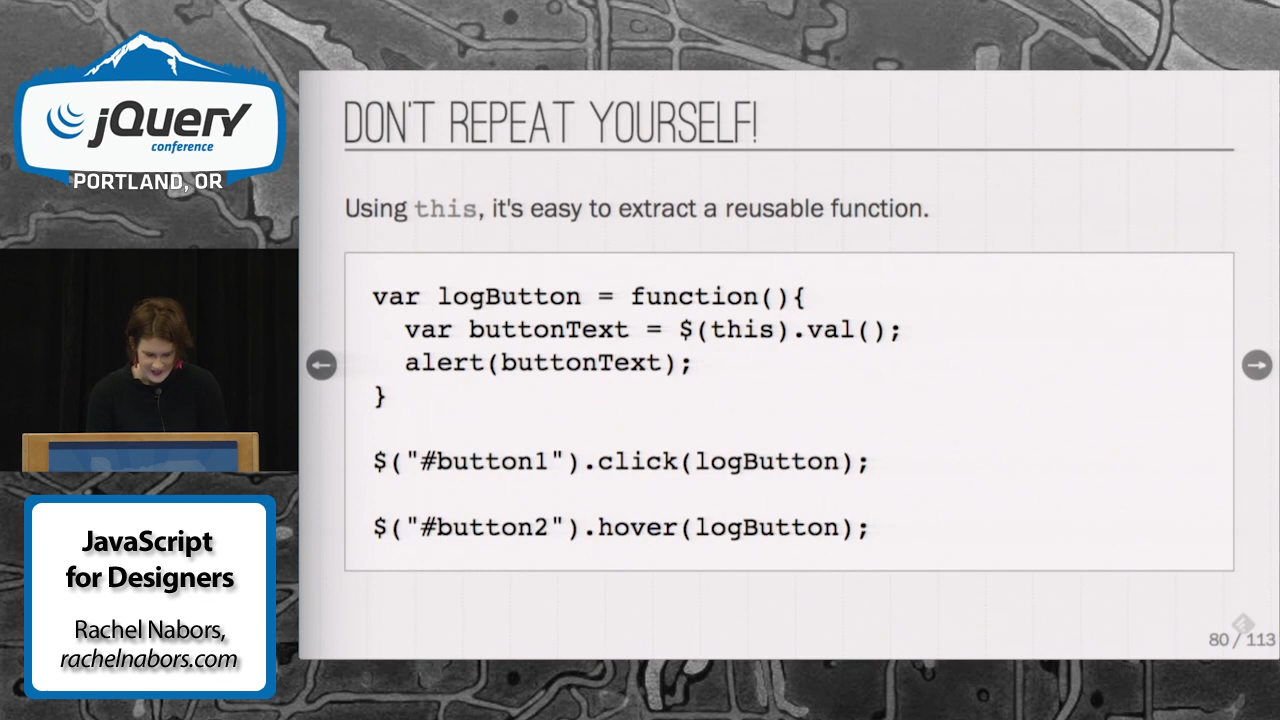 jQuery
conference
PORTLAND, OR
DON'T REPEAT YOURSELF!
Using this, it's easy to extract a reusable function.
var logButton = function(){
  var buttonText = $(this).val();
  alert(buttonText);
}
$("#button1").click(logButton);
$("#button2").hover(logButton);
80 / 113
JavaScript
for Designers
Rachel Nabors,
rachelnabors.com